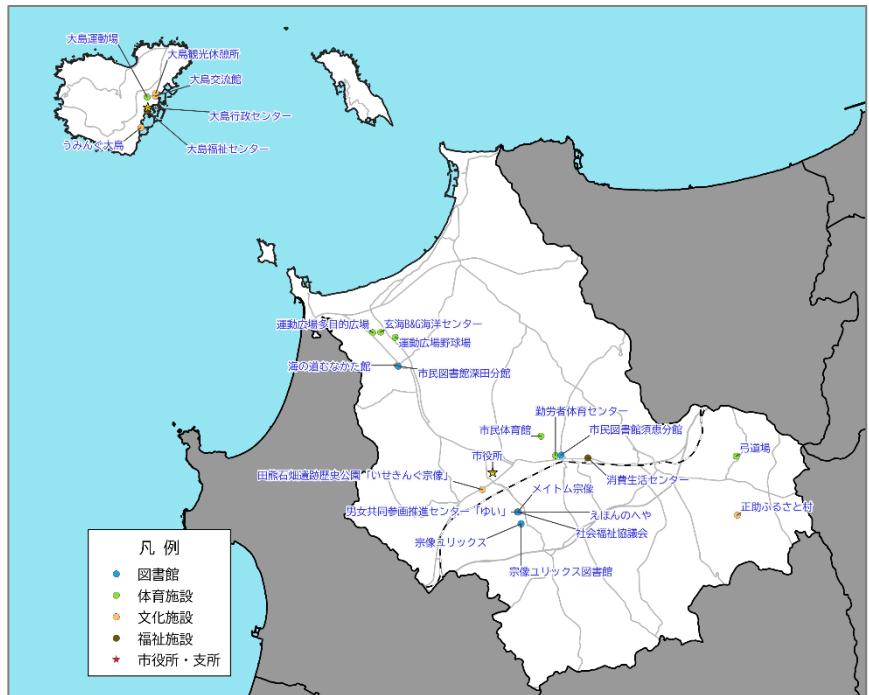 大島運動場
大島観光休憩所
大島交流館
大島行政センター
うみんぐ大島
大島福祉センター
運動広場多目的広場
玄海B&G海洋センター
運動広場野球場
海の道むなかた館
市民図書館深田分館
勤労者体育センター
市民体育館
市民図書館須恵分館
弓道場
市役所
田熊石畑遺跡歴史公園「いせきんぐ宗像」
消費生活センター
メイトム宗像
男女共同参画推進センター「ゆい」
えほんのへや
正助ふるさと村
社会福祉協議会
宗像ユリックス
宗像ユリックス図書館
凡 例
図書館
体育施設
文化施設
福祉施設
市役所・支所